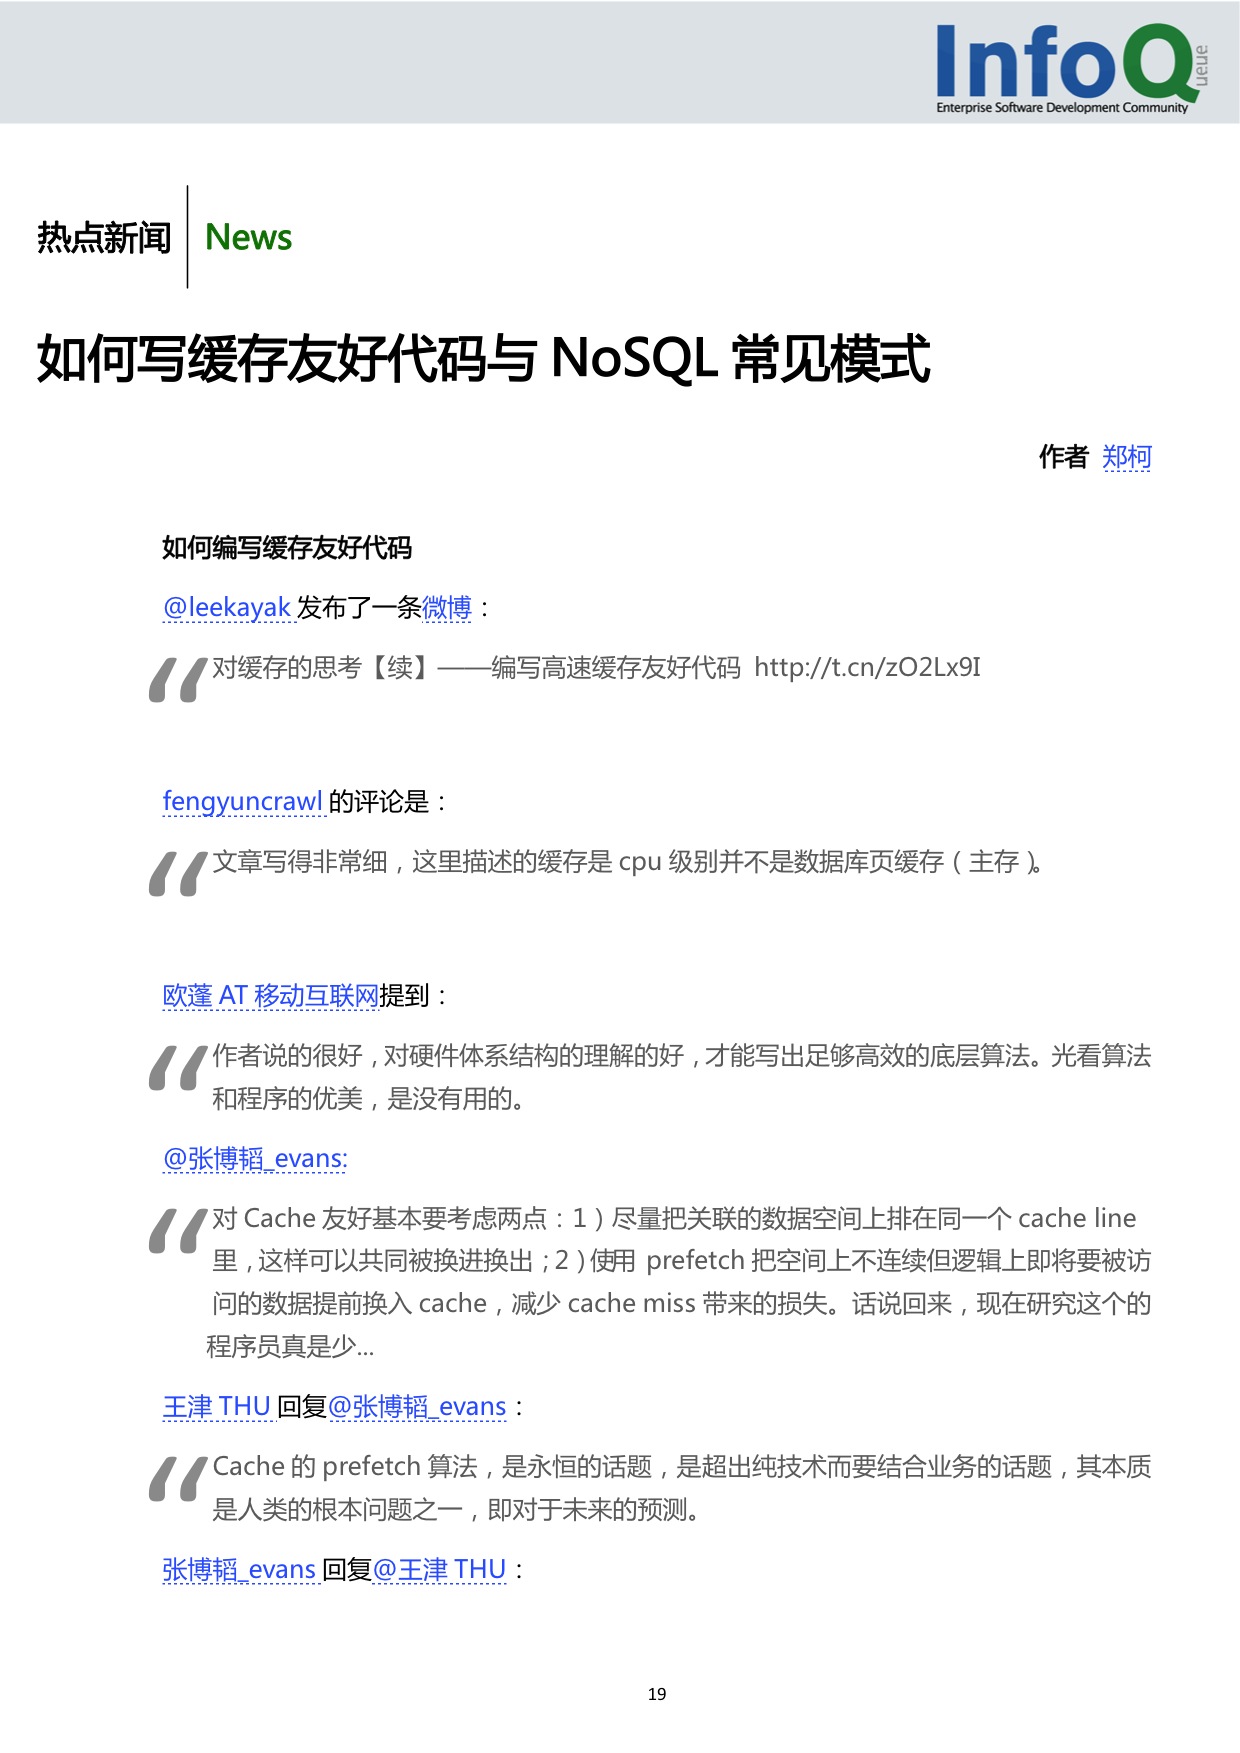 InfoQ
ueue
Enterprise Software Development Community
热点新闻 News
如何写缓存友好代码与 NoSQL 常见模式
作者 郑柯
如何编写缓存友好代码
@leekayak 发布了一条微博：
“对缓存的思考【续】——编写高速缓存友好代码 http://t.cn/zO2Lx9I
fengyuncrawl 的评论是：
“文章写得非常细，这里描述的缓存是 cpu 级别并不是数据库页缓存（主存）。
欧蓬 AT 移动互联网提到：
“作者说的很好，对硬件体系结构的理解的好，才能写出足够高效的底层算法。光看算法
和程序的优美，是没有用的。
@张博韬_evans:
“对 Cache 友好基本要考虑两点：1）尽量把关联的数据空间上排在同一个 cache line
里，这样可以共同被换进换出；2）使用 prefetch 把空间上不连续但逻辑上即将要被访
问的数据提前换入 cache，减少 cache miss 带来的损失。话说回来，现在研究这个的
程序员真是少...
王津 THU 回复@张博韬_evans：
“Cache 的 prefetch 算法，是永恒的话题，是超出纯技术而要结合业务的话题，其本质
是人类的根本问题之一，即对于未来的预测。
张博韬_evans 回复@王津 THU：
19